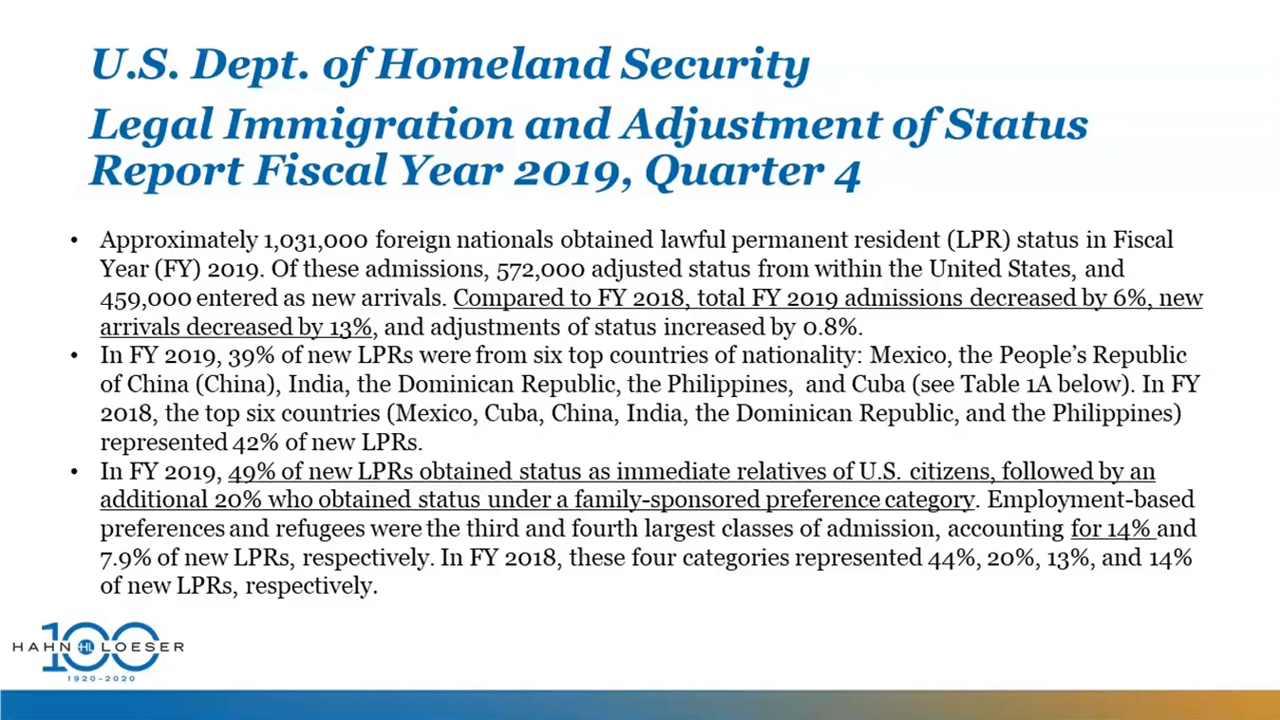 U.S. Dept. of Homeland Security
Legal Immigration and Adjustment of Status
Report Fiscal Year 2019, Quarter 4
• Approximately 1,031,000 foreign nationals obtained lawful permanent resident (LPR) status in Fiscal
Year (FY) 2019. Of these admissions, 572,000 adjusted status from within the United States, and
459,000 entered as new arrivals. Compared to FY 2018, total FY 2019 admissions decreased by 6%, new
arrivals decreased by 13%, and adjustments of status increased by 0.8%.
• In FY 2019, 39% of new LPRs were from six top countries of nationality: Mexico, the People’s Republic
of China (China), India, the Dominican Republic, the Philippines, and Cuba (see Table 1A below). In FY
2018, the top six countries (Mexico, Cuba, China, India, the Dominican Republic, and the Philippines)
represented 42% of new LPRs.
• In FY 2019, 49% of new LPRs obtained status as immediate relatives of U.S. citizens, followed by an
additional 20% who obtained status under a family-sponsored preference category. Employment-based
preferences and refugees were the third and fourth largest classes of admission, accounting for 14% and
7.9% of new LPRs, respectively. In FY 2018, these four categories represented 44%, 20%, 13%, and 14%
of new LPRs, respectively.
100
HAHN HL LOESER
1920-2020